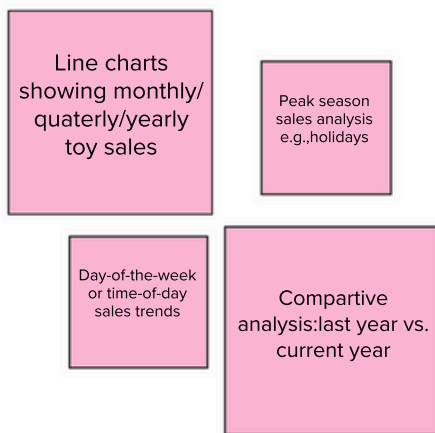 Line charts
showing monthly/
quaterly/yearly
toy sales
Peak season
sales analysis
e.g.,holidays
Day-of-the-week
or time-of-day
sales trends
Compartive
analysis:last year vs.
current year